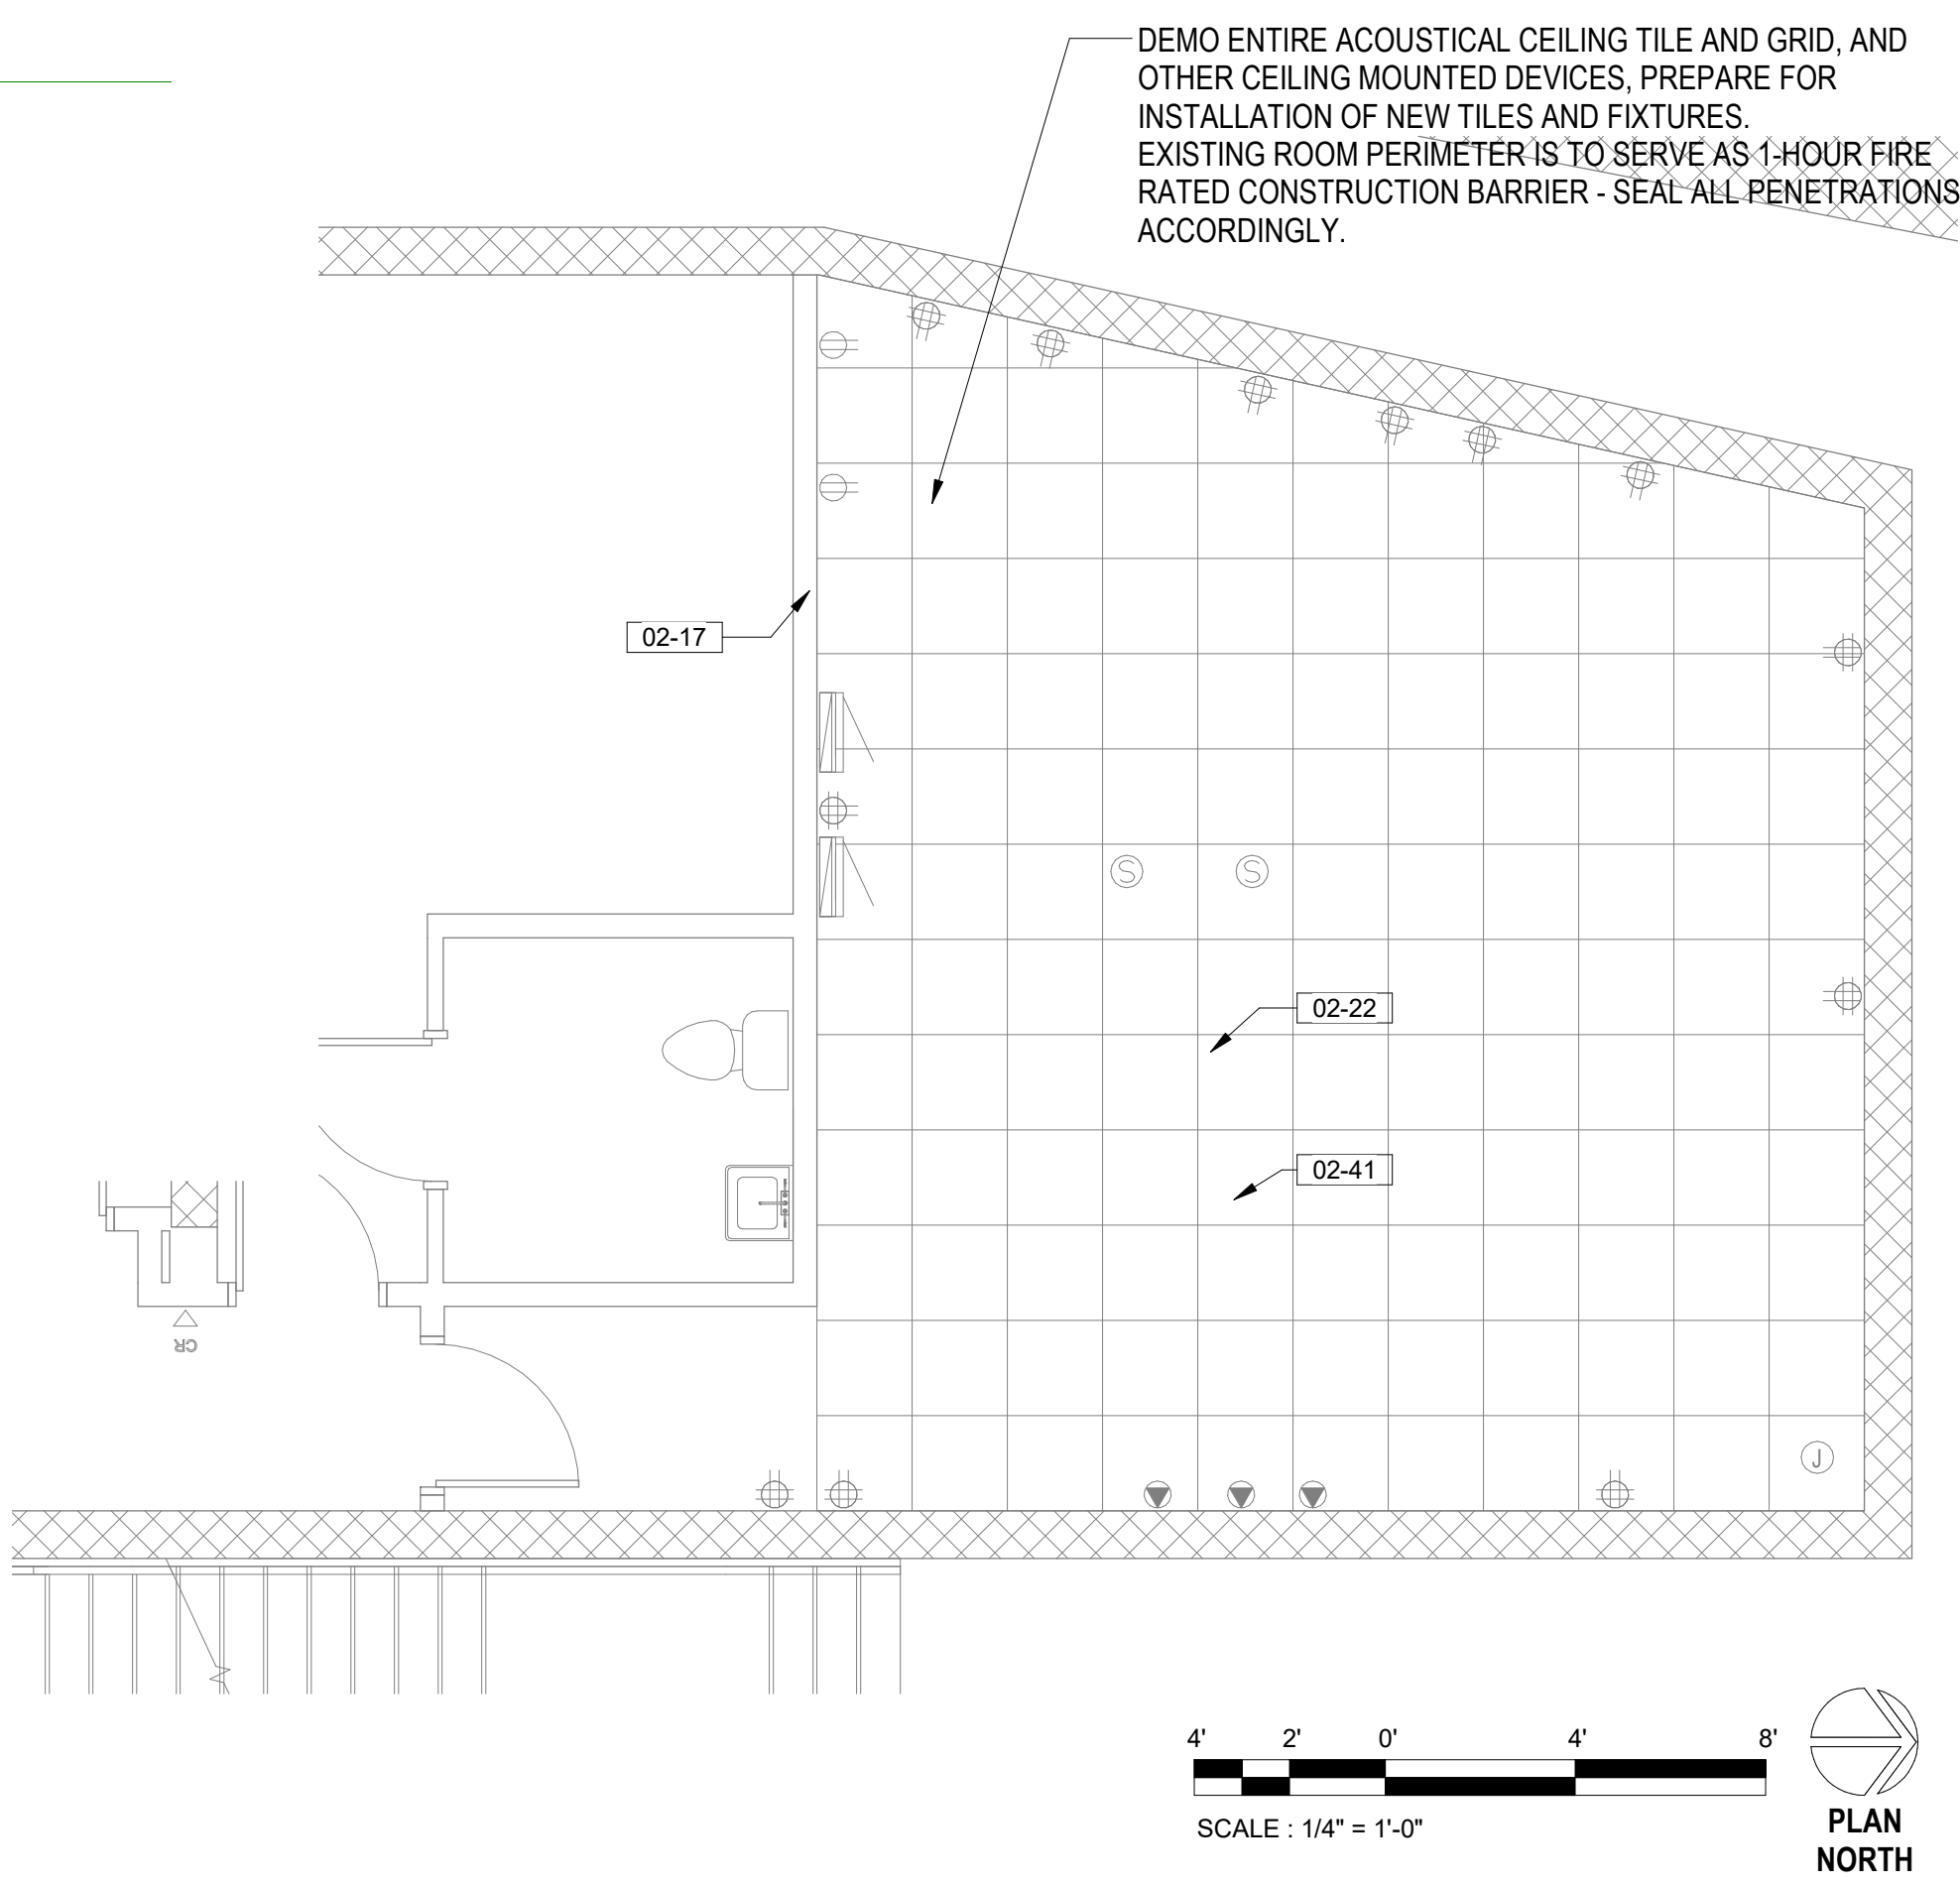 DEMO ENTIRE ACOUSTICAL CEILING TILE AND GRID, AND
OTHER CEILING MOUNTED DEVICES, PREPARE FOR
INSTALLATION OF NEW TILES AND FIXTURES.
EXISTING ROOM PERIMETER IS TO SERVE AS 1-HOUR FIRE
RATED CONSTRUCTION BARRIER - SEAL ALL PENETRATIONS
ACCORDINGLY.
02-17
S S
02-22
02-41
CR
J
4' 2' 0' 4' 8'
SCALE : 1/4" = 1'-0"
PLAN
NORTH